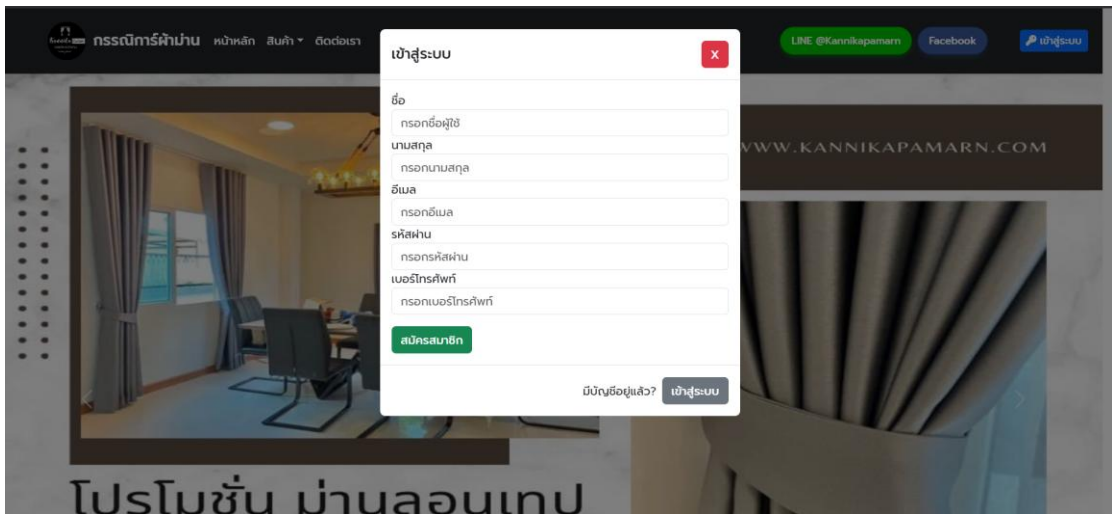 กรรณิการ์ผ้าม่าน หน้าหลัก สินค้า ติดต่อเรา
LINE @Kannikapamarn Facebook เข้าสู่ระบบ
เข้าสู่ระบบ X
ชื่อ
กรอกชื่อผู้ใช้
นามสกุล
กรอกนามสกุล
อีเมล
กรอกอีเมล
รหัสผ่าน
กรอกรหัสผ่าน
เบอร์โทรศัพท์
กรอกเบอร์โทรศัพท์
สมัครสมาชิก
มีบัญชีอยู่แล้ว? เข้าสู่ระบบ
WWW.KANNIKAPAMARN.COM
โปรโมชั่น ม่านลอนเทป